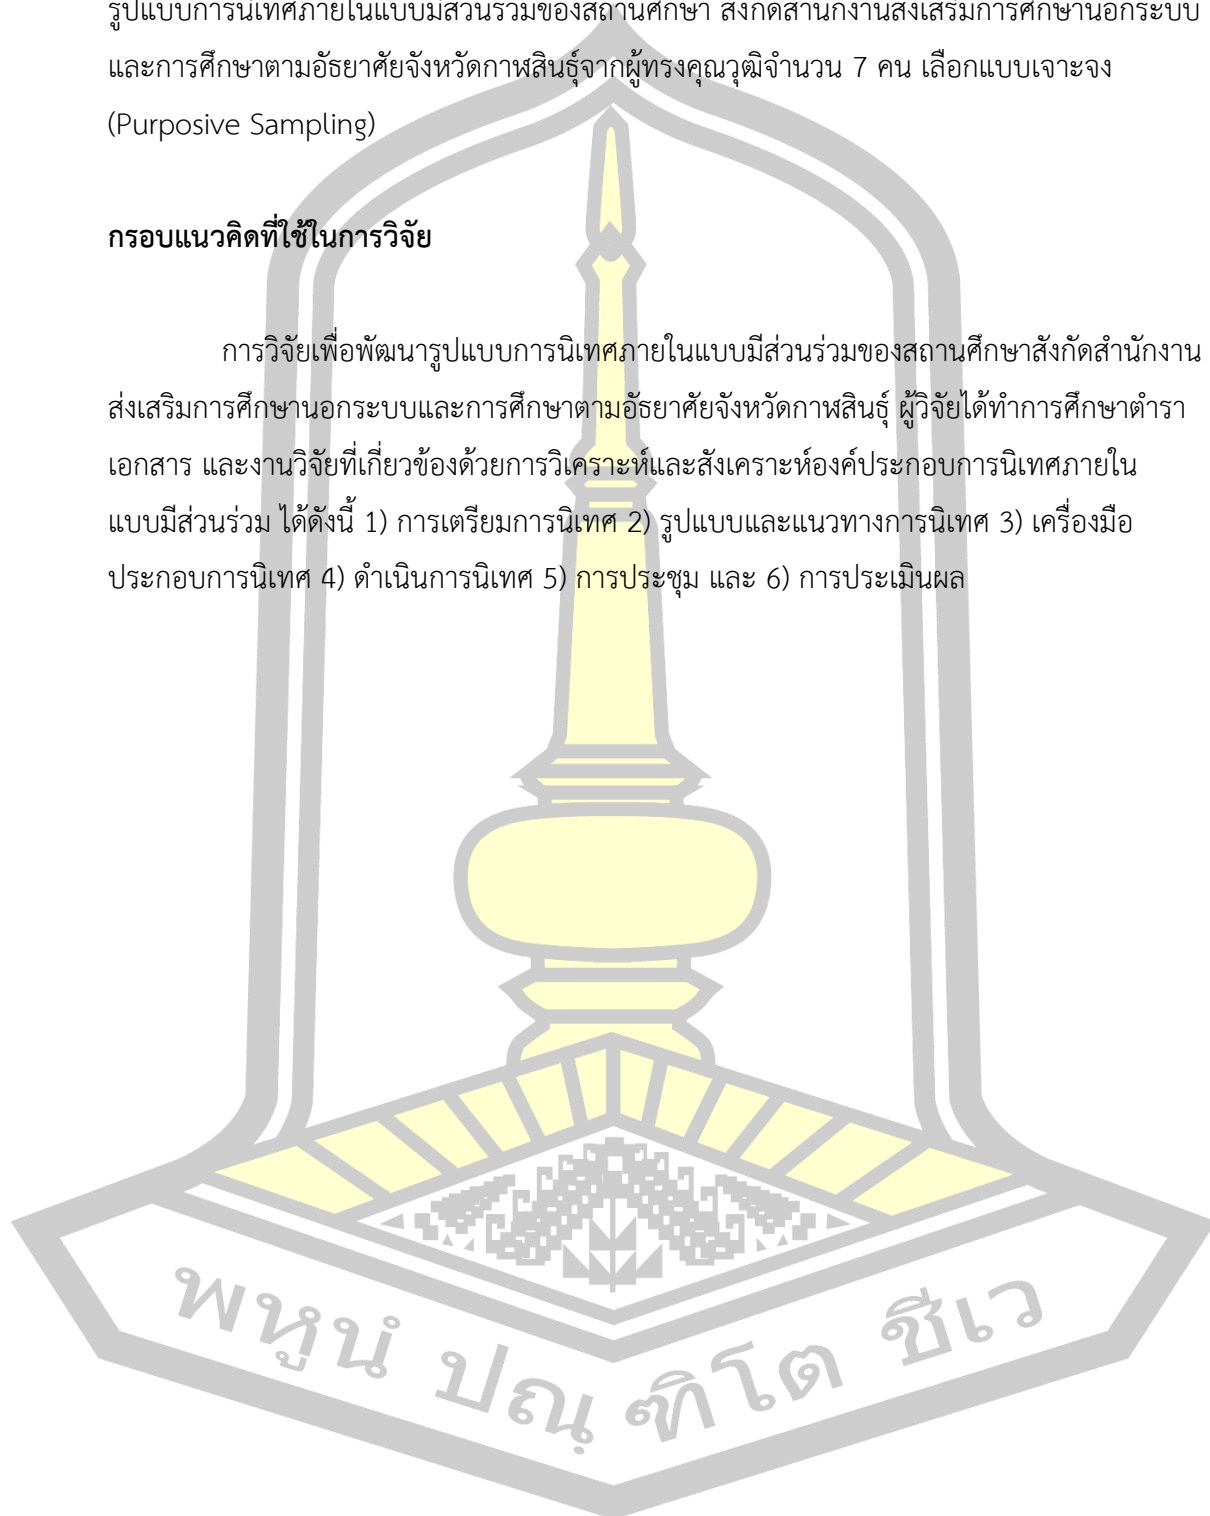 รูปแบบการนิเทศภายในแบบมีส่วนร่วมของสถานศึกษา สังกัดสำนักงานส่งเสริมการศึกษานอกระบบ
และการศึกษาตามอัธยาศัยจังหวัดกาฬสินธุ์จากผู้ทรงคุณวุฒิจำนวน 7 คน เลือกแบบเจาะจง
(Purposive Sampling)
กรอบแนวคิดที่ใช้ในการวิจัย
การวิจัยเพื่อพัฒนารูปแบบการนิเทศภายในแบบมีส่วนร่วมของสถานศึกษาสังกัดสำนักงาน
ส่งเสริมการศึกษานอกระบบและการศึกษาตามอัธยาศัยจังหวัดกาฬสินธุ์ ผู้วิจัยได้ทำการศึกษาตำรา
เอกสาร และงานวิจัยที่เกี่ยวข้องด้วยการวิเคราะห์และสังเคราะห์องค์ประกอบการนิเทศภายใน
แบบมีส่วนร่วม ได้ดังนี้ 1) การเตรียมการนิเทศ 2) รูปแบบและแนวทางการนิเทศ 3) เครื่องมือ
ประกอบการนิเทศ 4) ดำเนินการนิเทศ 5) การประชุม และ 6) การประเมินผล
พหูนํ ปณฺ ฑิโต ชีเว